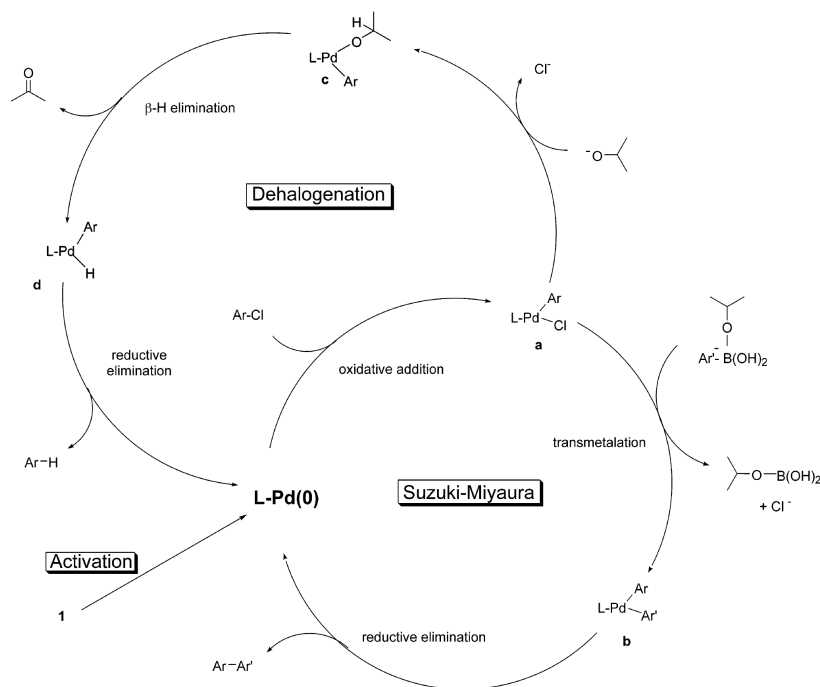 H
O
L-Pd
Ar
c
Cl⁻
O
β-H elimination
⁻O
Dehalogenation
Ar
L-Pd
H
d
Ar-Cl
Ar
L-Pd
Cl
a
O
Ar'-B⁻(OH)₂
reductive
elimination
oxidative addition
transmetalation
Ar-H
O-B(OH)₂
+ Cl⁻
L-Pd(0)
Suzuki-Miyaura
Activation
1
Ar
L-Pd
Ar'
b
reductive elimination
Ar-Ar'